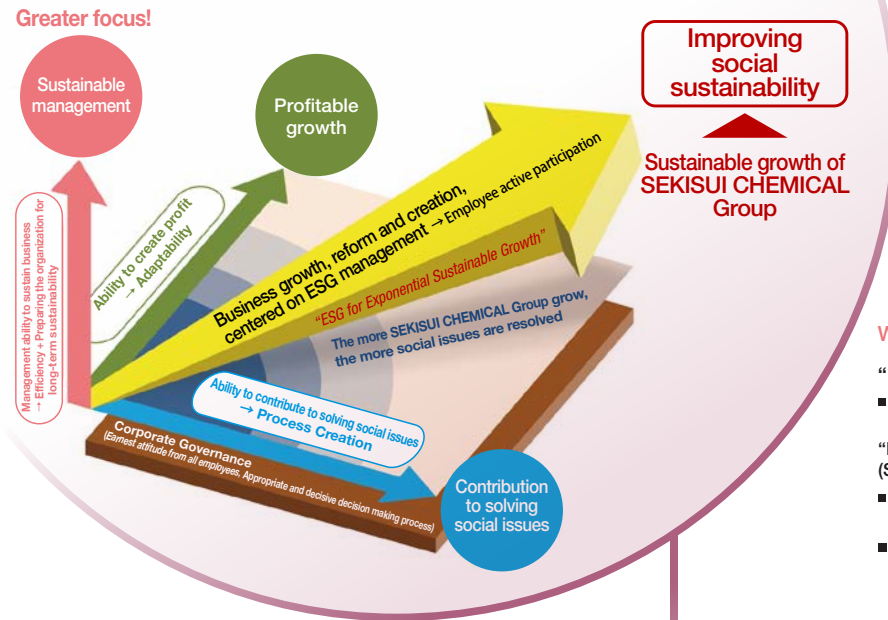 Greater focus!
Sustainable
management
Profitable
growth
Improving
social
sustainability
Sustainable growth of
SEKISUI CHEMICAL
Group
Management ability to sustain business
→ Efficiency + Preparing the organization for
long-term sustainability
Ability to create profit
→ Adaptability
Business growth, reform and creation,
centered on ESG management → Employee active participation
“ESG for Exponential Sustainable Growth”
The more SEKISUI CHEMICAL Group grow,
the more social issues are resolved
Ability to contribute to solving social issues
→ Process Creation
Corporate Governance
(Earnest attitude from all employees, Appropriate and decisive decision making process)
Contribution
to solving
social issues